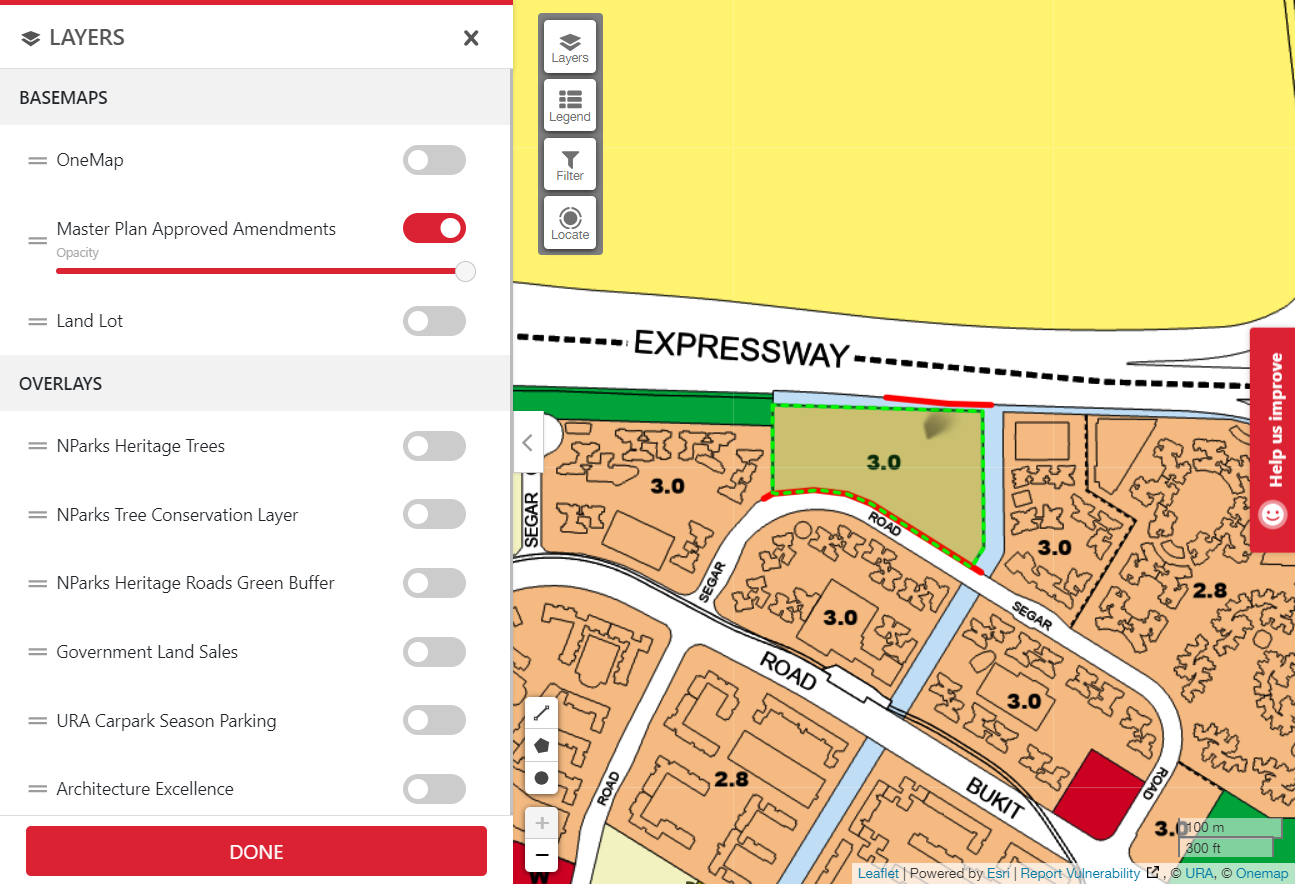 LAYERS
BASEMAPS
OneMap
Master Plan Approved Amendments
Opacity
Land Lot
OVERLAYS
NParks Heritage Trees
NParks Tree Conservation Layer
NParks Heritage Roads Green Buffer
Government Land Sales
URA Carpark Season Parking
Architecture Excellence
DONE
Layers
Legend
Filter
Locate
EXPRESSWAY
Help us improve
3.0
3.0
SEGAR
ROAD
3.0
SEGAR
2.8
3.0
SEGAR
ROAD
3.0
2.8
ROAD
BUKIT
ROAD
3.0
W
100 m
300 ft
Leaflet | Powered by Esri | Report Vulnerability , © URA, © Onemap